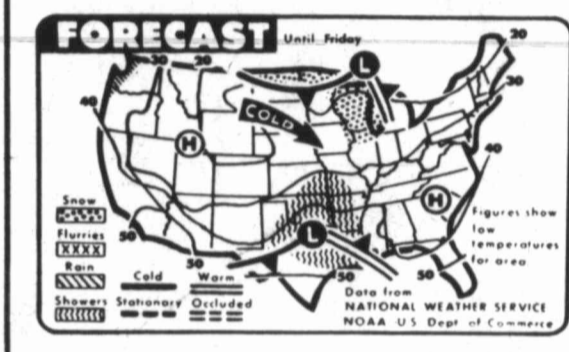 FORECAST Until Friday
30 20
20
30
40
40
COLD
L
H
H
L
50
50
50
50
Snow
Flurries
Rain
Showers
Cold Warm
Stationary Occluded
Figures show
low
temperatures
for area
Data from
NATIONAL WEATHER SERVICE
NOAA US Dept of Commerce